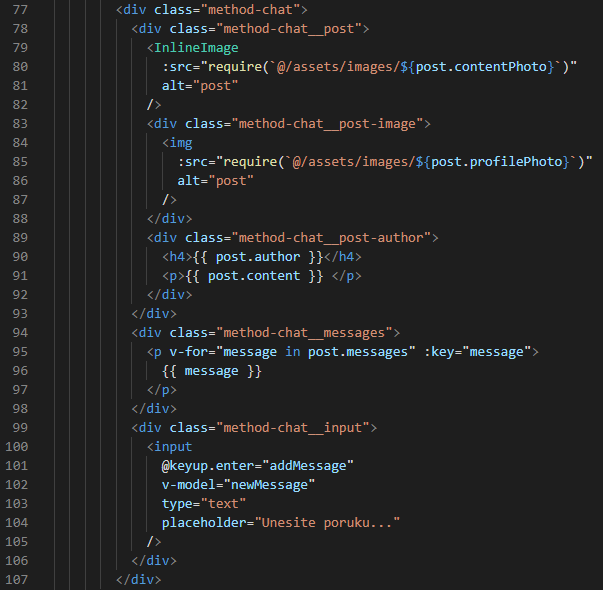 77 <div class="method-chat">
78 <div class="method-chat__post">
79 <InlineImage
80 :src="require(`@/assets/images/${post.contentPhoto}`)"
81 alt="post"
82 />
83 <div class="method-chat__post-image">
84 <img
85 :src="require(`@/assets/images/${post.profilePhoto}`)"
86 alt="post"
87 />
88 </div>
89 <div class="method-chat__post-author">
90 <h4>{{ post.author }}</h4>
91 <p>{{ post.content }} </p>
92 </div>
93 </div>
94 <div class="method-chat__messages">
95 <p v-for="message in post.messages" :key="message">
96 {{ message }}
97 </p>
98 </div>
99 <div class="method-chat__input">
100 <input
101 @keyup.enter="addMessage"
102 v-model="newMessage"
103 type="text"
104 placeholder="Unesite poruku..."
105 />
106 </div>
107 </div>